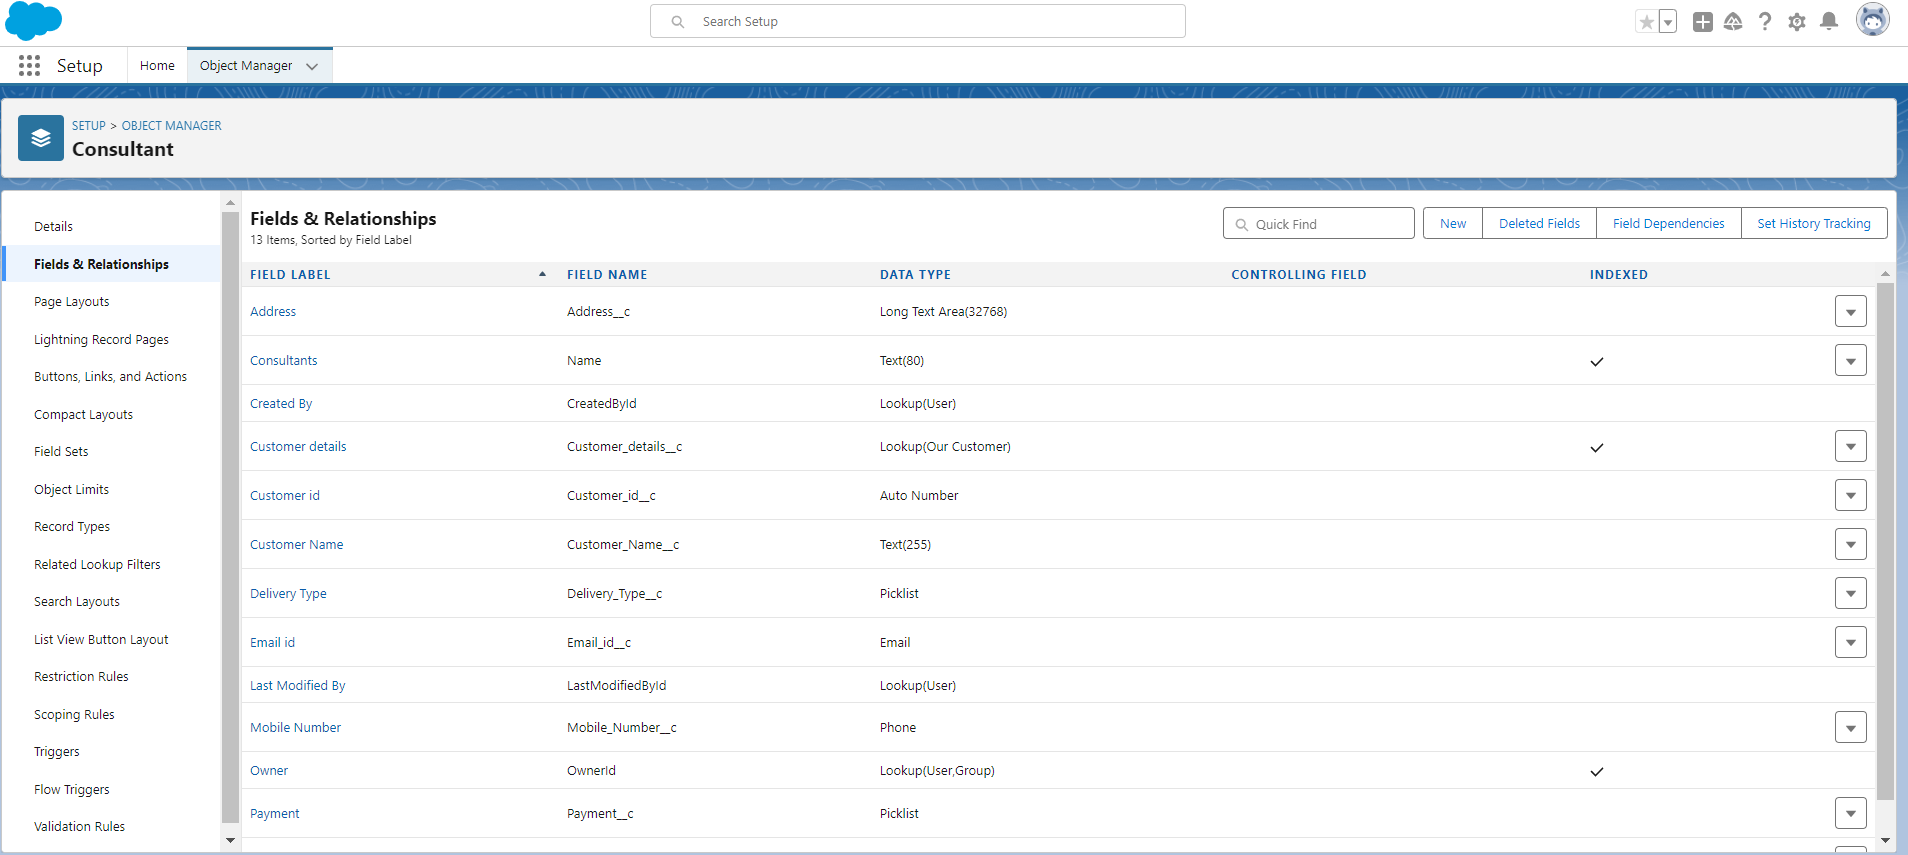 Search Setup
Setup
Home
Object Manager
SETUP > OBJECT MANAGER
Consultant
Details
Fields & Relationships
Page Layouts
Lightning Record Pages
Buttons, Links, and Actions
Compact Layouts
Field Sets
Object Limits
Record Types
Related Lookup Filters
Search Layouts
List View Button Layout
Restriction Rules
Scoping Rules
Triggers
Flow Triggers
Validation Rules
Fields & Relationships
13 Items, Sorted by Field Label
Quick Find
New
Deleted Fields
Field Dependencies
Set History Tracking
FIELD LABEL FIELD NAME DATA TYPE CONTROLLING FIELD INDEXED
Address Address__c Long Text Area(32768)
Consultants Name Text(80)
Created By CreatedById Lookup(User)
Customer details Customer_details__c Lookup(Our Customer)
Customer id Customer_id__c Auto Number
Customer Name Customer_Name__c Text(255)
Delivery Type Delivery_Type__c Picklist
Email id Email_id__c Email
Last Modified By LastModifiedById Lookup(User)
Mobile Number Mobile_Number__c Phone
Owner OwnerId Lookup(User,Group)
Payment Payment__c Picklist